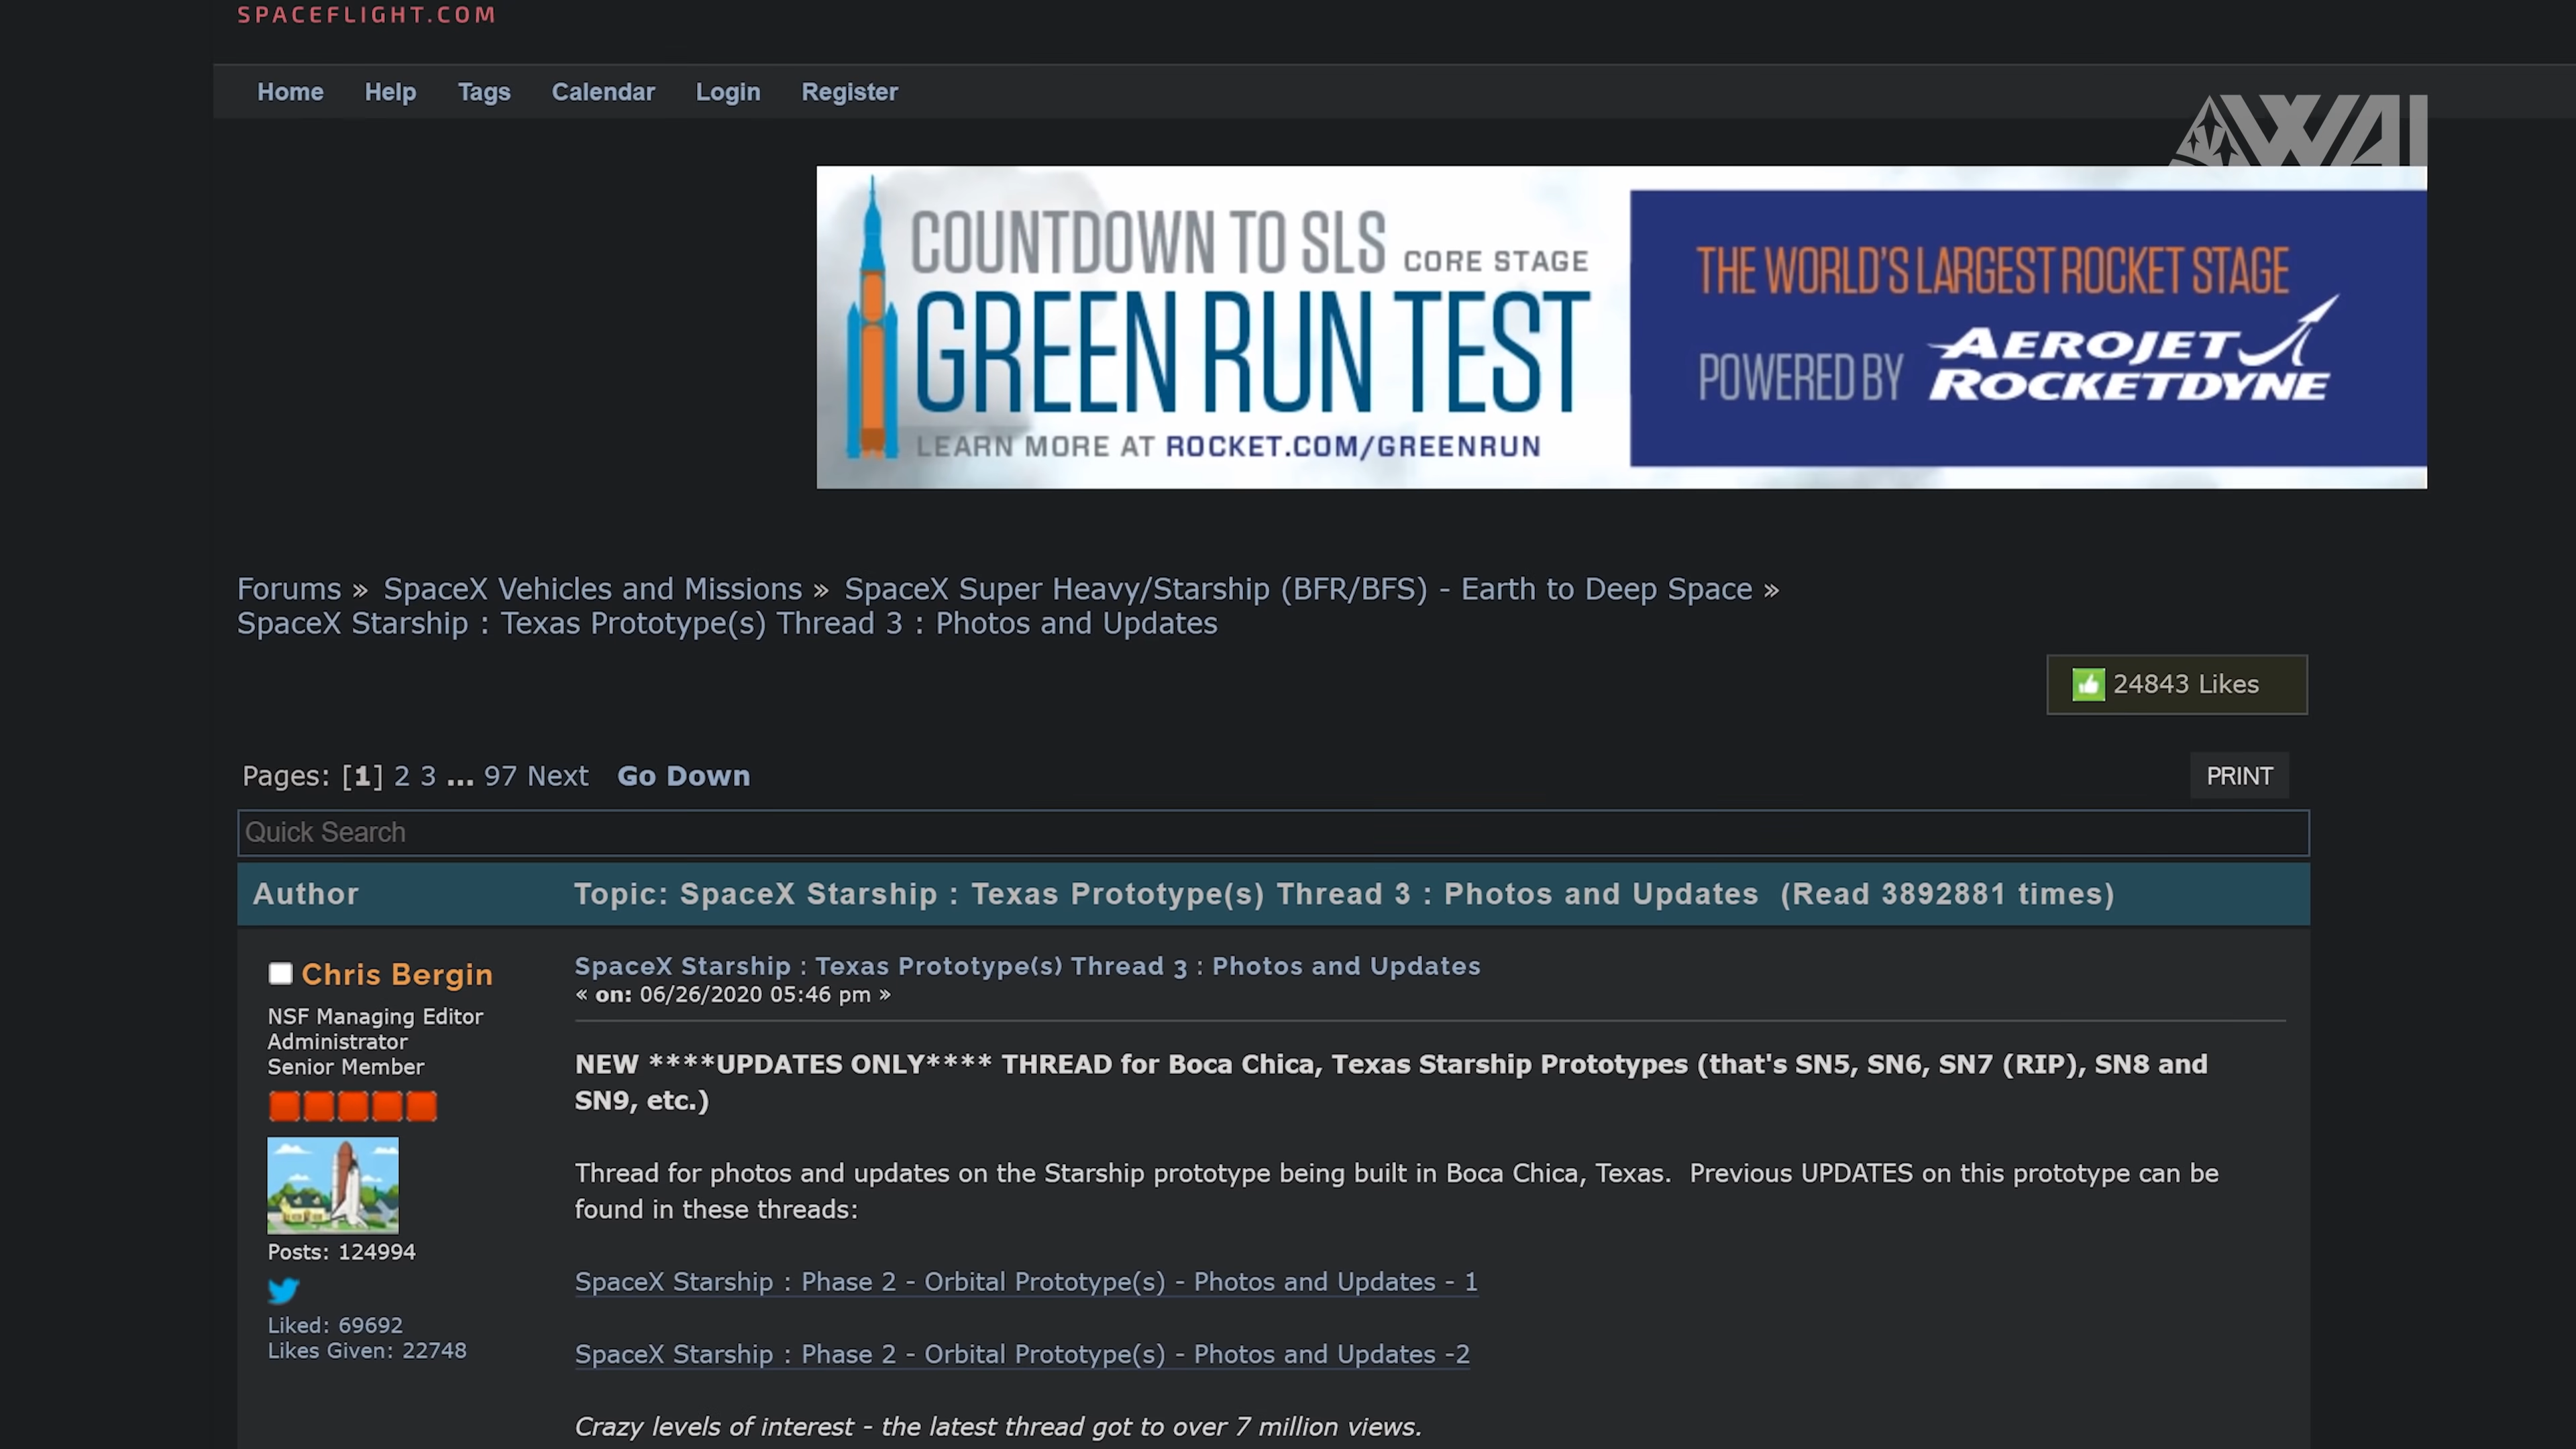 SPACEFLIGHT.COM
Home Help Tags Calendar Login Register
WAI
COUNTDOWN TO SLS CORE STAGE
GREEN RUN TEST
LEARN MORE AT ROCKET.COM/GREENRUN
THE WORLD'S LARGEST ROCKET STAGE
POWERED BY AEROJET ROCKETDYNE
Forums » SpaceX Vehicles and Missions » SpaceX Super Heavy/Starship (BFR/BFS) - Earth to Deep Space »
SpaceX Starship : Texas Prototype(s) Thread 3 : Photos and Updates
24843 Likes
Pages: [1] 2 3 ... 97 Next Go Down
PRINT
Quick Search
Author Topic: SpaceX Starship : Texas Prototype(s) Thread 3 : Photos and Updates (Read 3892881 times)
Chris Bergin
NSF Managing Editor
Administrator
Senior Member
Posts: 124994
Liked: 69692
Likes Given: 22748
SpaceX Starship : Texas Prototype(s) Thread 3 : Photos and Updates
« on: 06/26/2020 05:46 pm »
NEW ****UPDATES ONLY**** THREAD for Boca Chica, Texas Starship Prototypes (that's SN5, SN6, SN7 (RIP), SN8 and
SN9, etc.)
Thread for photos and updates on the Starship prototype being built in Boca Chica, Texas. Previous UPDATES on this prototype can be
found in these threads:
SpaceX Starship : Phase 2 - Orbital Prototype(s) - Photos and Updates - 1
SpaceX Starship : Phase 2 - Orbital Prototype(s) - Photos and Updates -2
Crazy levels of interest - the latest thread got to over 7 million views.